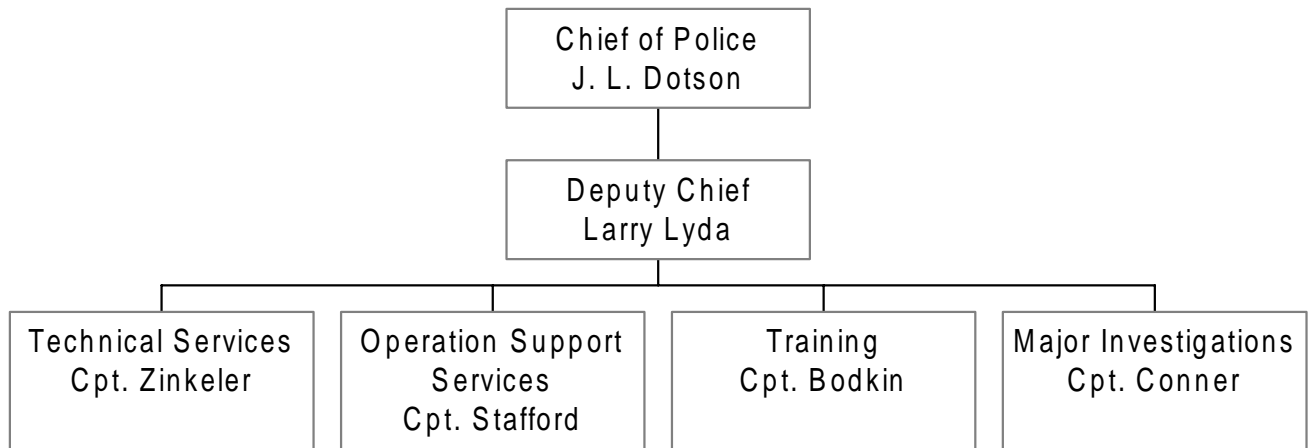 Chief of Police
J. L. Dotson
Deputy Chief
Larry Lyda
Technical Services
Cpt. Zinkeler
Operation Support
Services
Cpt. Stafford
Training
Cpt. Bodkin
Major Investigations
Cpt. Conner